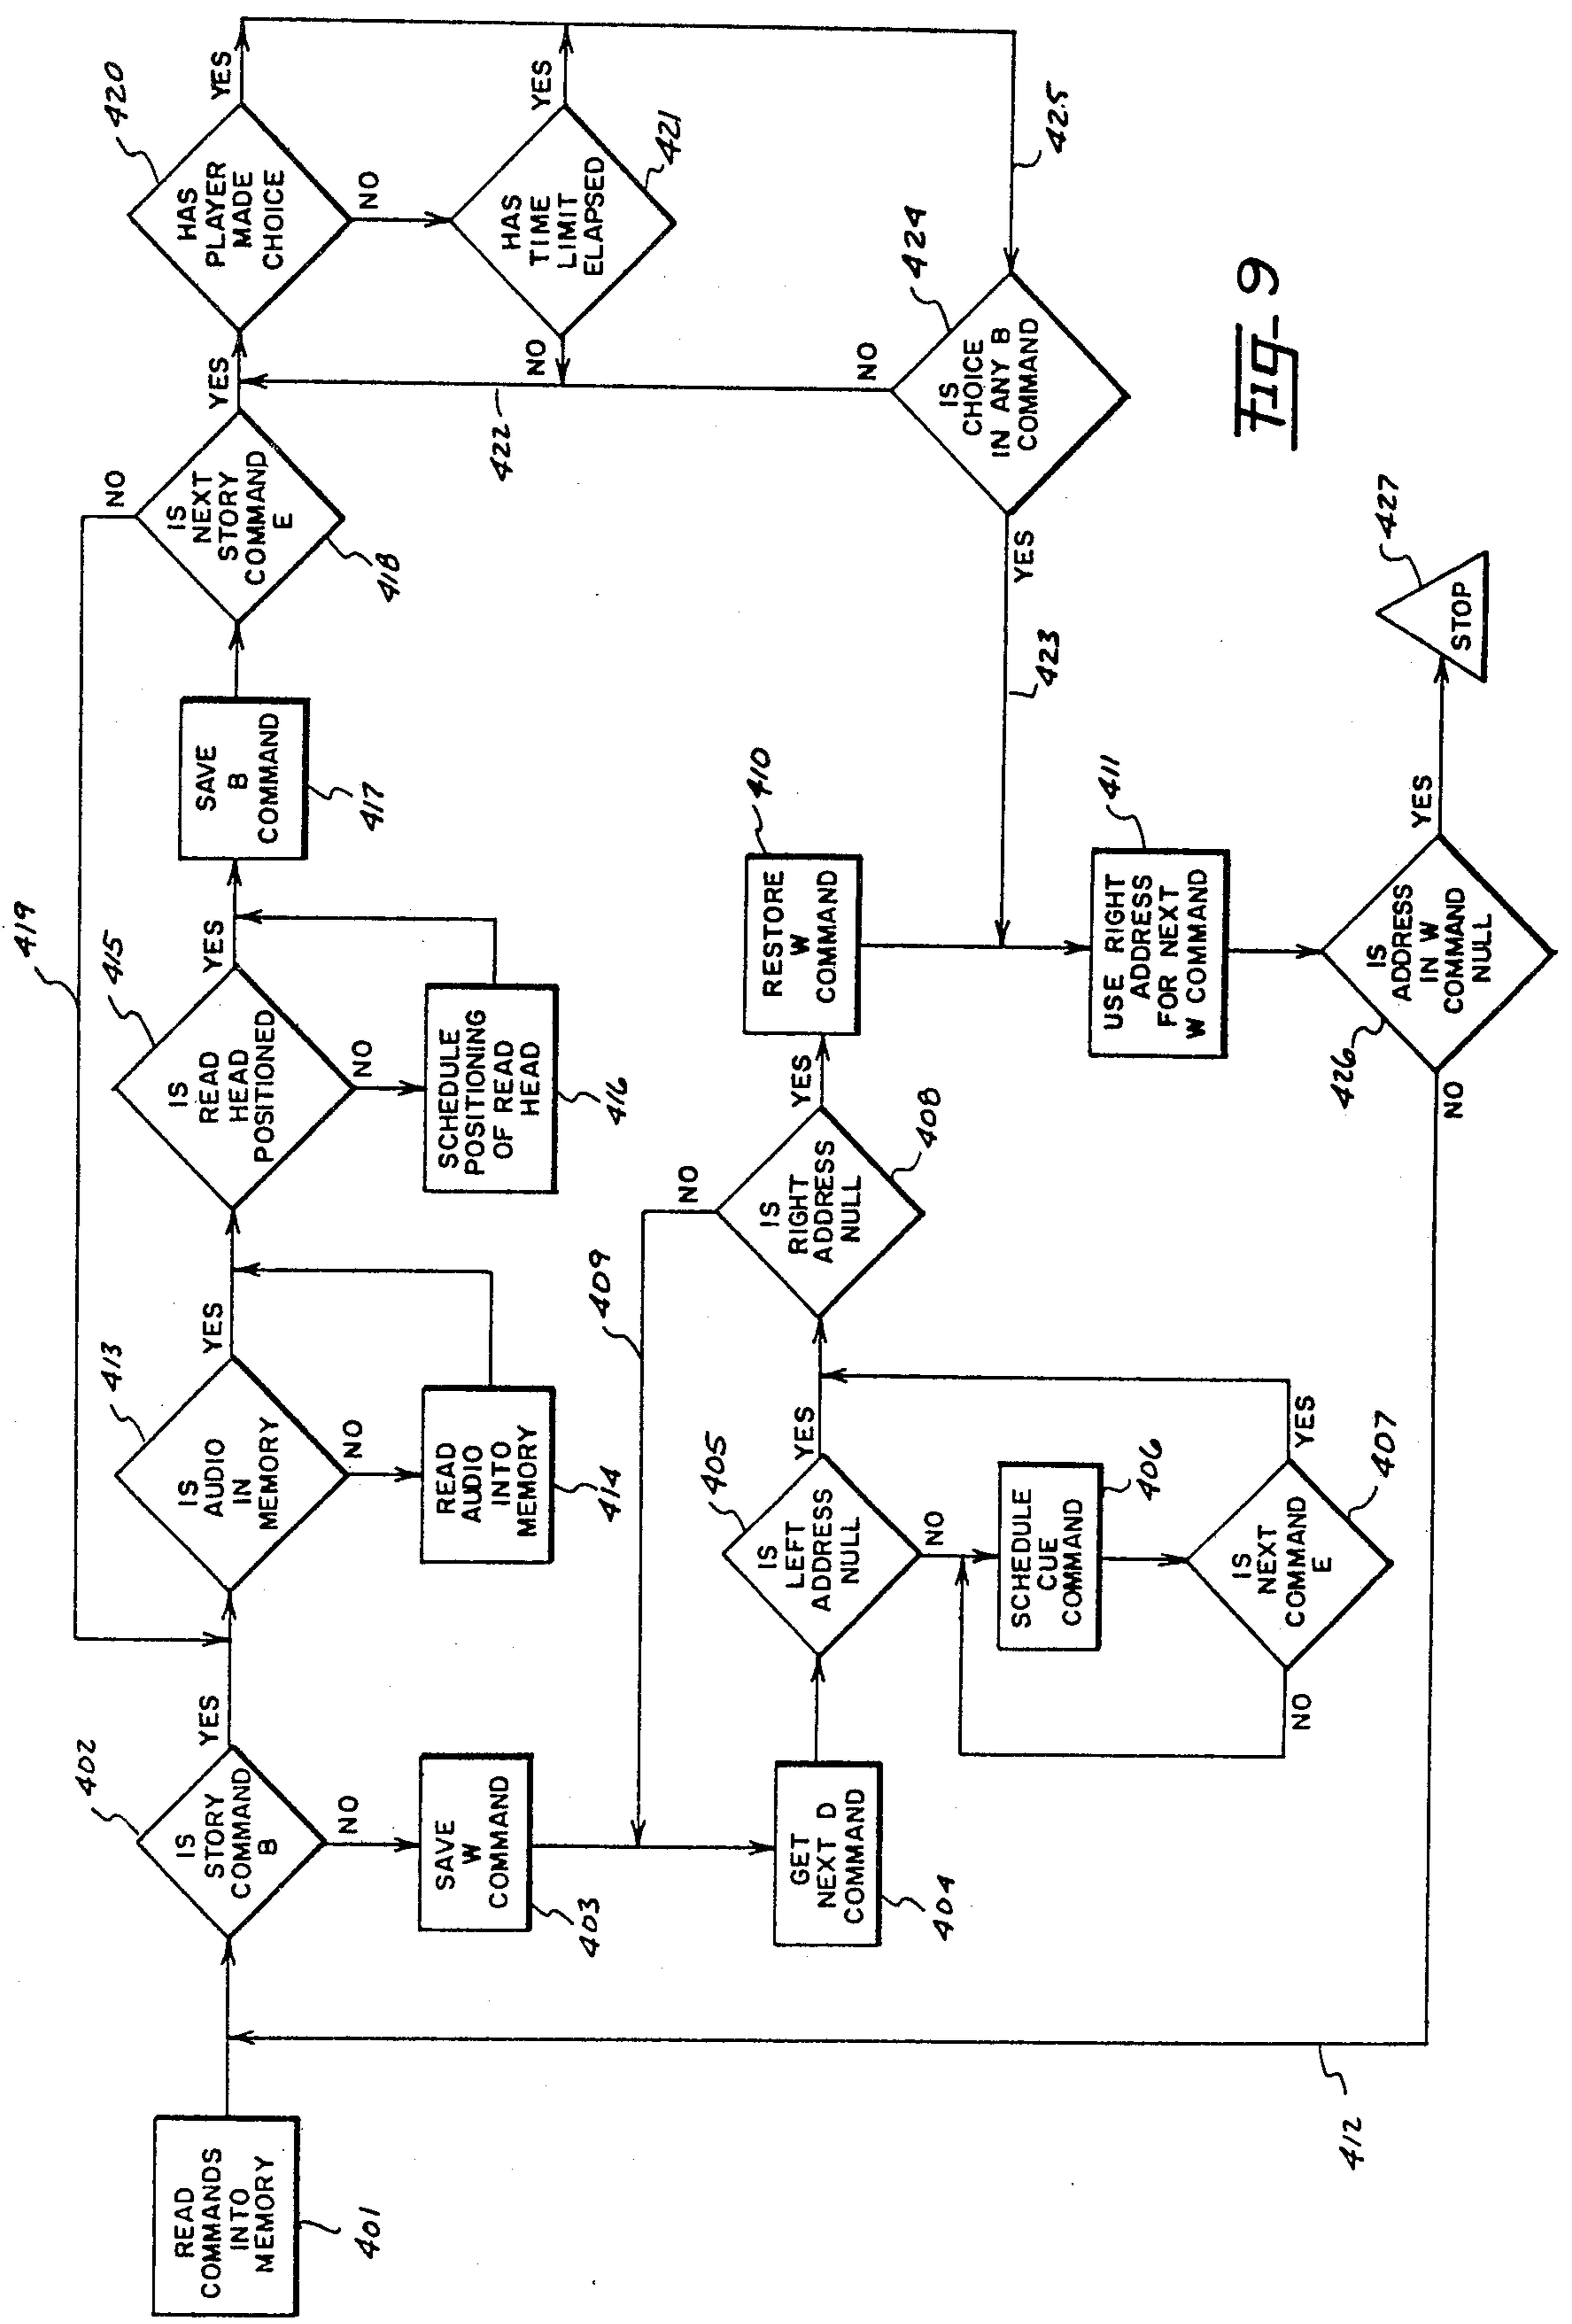 READ
COMMANDS
INTO
MEMORY
401
IS
STORY
COMMAND
B
402
YES
NO
SAVE
W
COMMAND
403
GET
NEXT D
COMMAND
404
IS
LEFT
ADDRESS
NULL
405
YES
NO
SCHEDULE
CUE
COMMAND
406
IS
NEXT
COMMAND
E
407
YES
NO
IS
RIGHT
ADDRESS
NULL
408
NO
409
YES
RESTORE
W
COMMAND
410
USE RIGHT
ADDRESS
FOR NEXT
W COMMAND
411
412
IS
AUDIO
IN
MEMORY
413
YES
NO
READ
AUDIO
INTO
MEMORY
414
IS
READ
HEAD
POSITIONED
415
YES
NO
SCHEDULE
POSITIONING
OF READ
HEAD
416
SAVE
B
COMMAND
417
IS
NEXT
STORY
COMMAND
E
418
NO
419
YES
HAS
PLAYER
MADE
CHOICE
420
YES
NO
HAS
TIME
LIMIT
ELAPSED
421
YES
NO
422
IS
CHOICE
IN ANY B
COMMAND
424
NO
425
YES
423
IS
ADDRESS
IN W
COMMAND
NULL
426
NO
YES
STOP
427
Fig-9